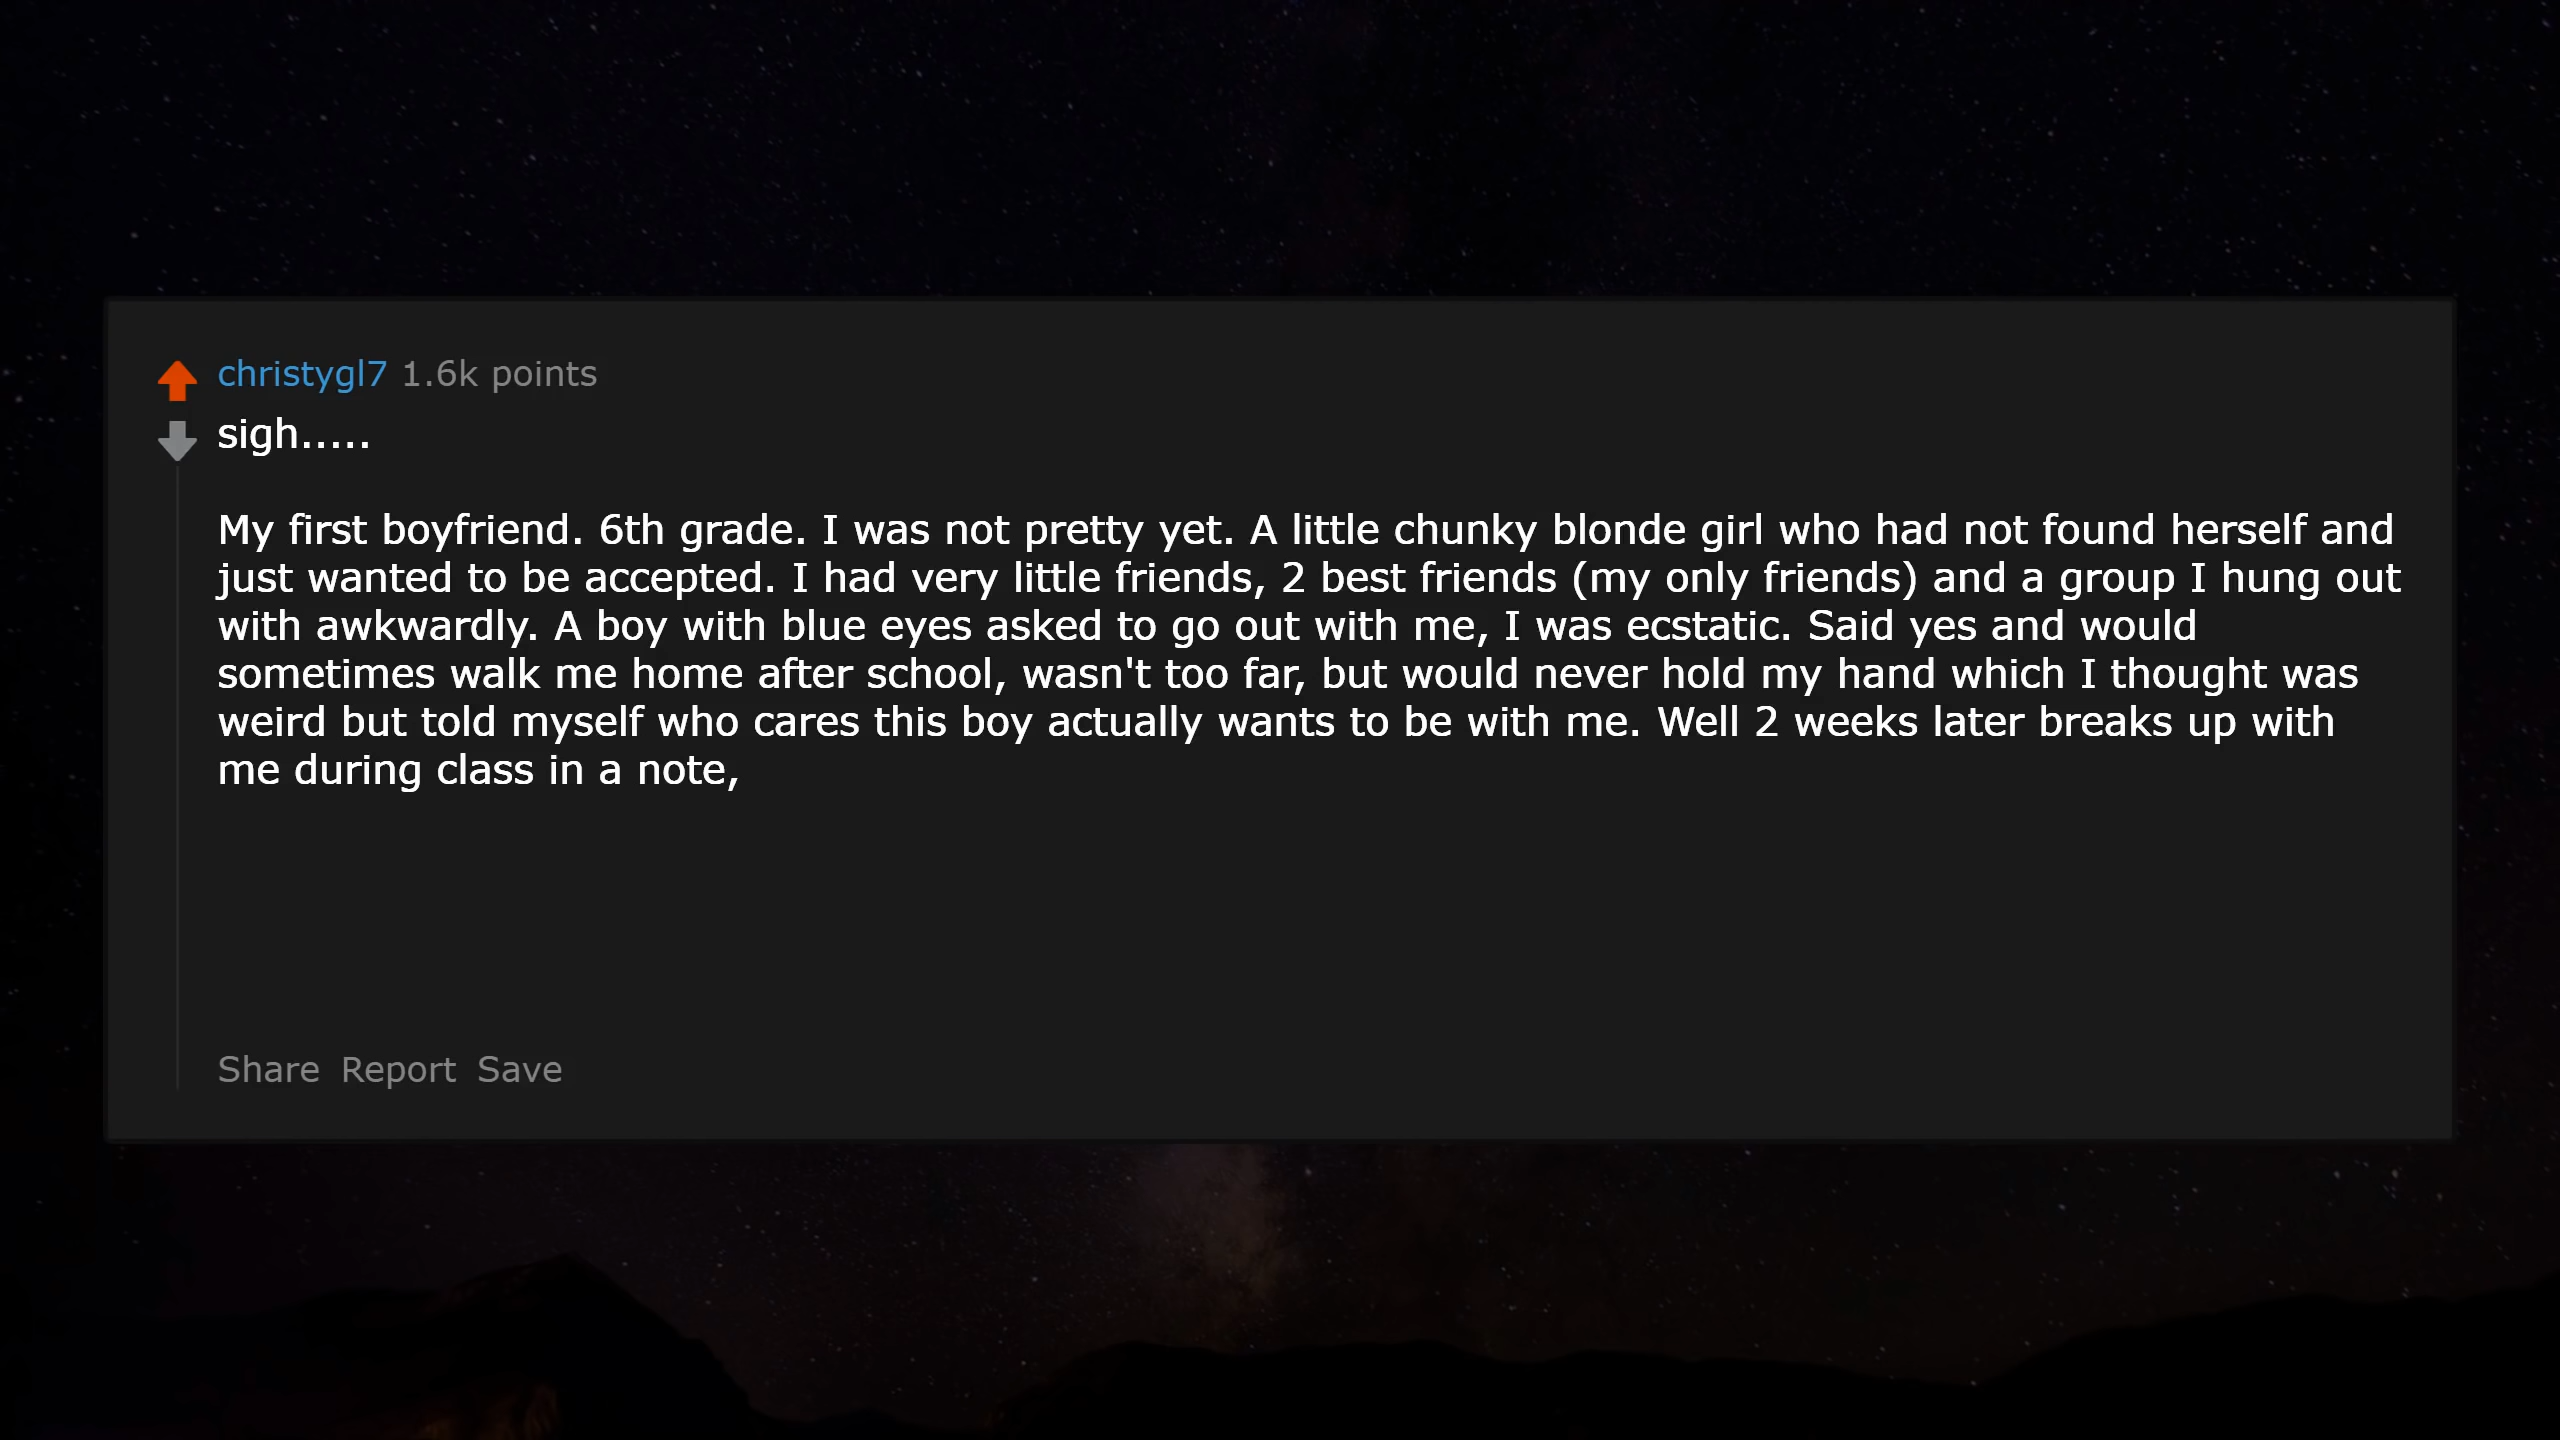 christygl7 1.6k points
sigh.....
My first boyfriend. 6th grade. I was not pretty yet. A little chunky blonde girl who had not found herself and
just wanted to be accepted. I had very little friends, 2 best friends (my only friends) and a group I hung out
with awkwardly. A boy with blue eyes asked to go out with me, I was ecstatic. Said yes and would
sometimes walk me home after school, wasn't too far, but would never hold my hand which I thought was
weird but told myself who cares this boy actually wants to be with me. Well 2 weeks later breaks up with
me during class in a note,
Share Report Save